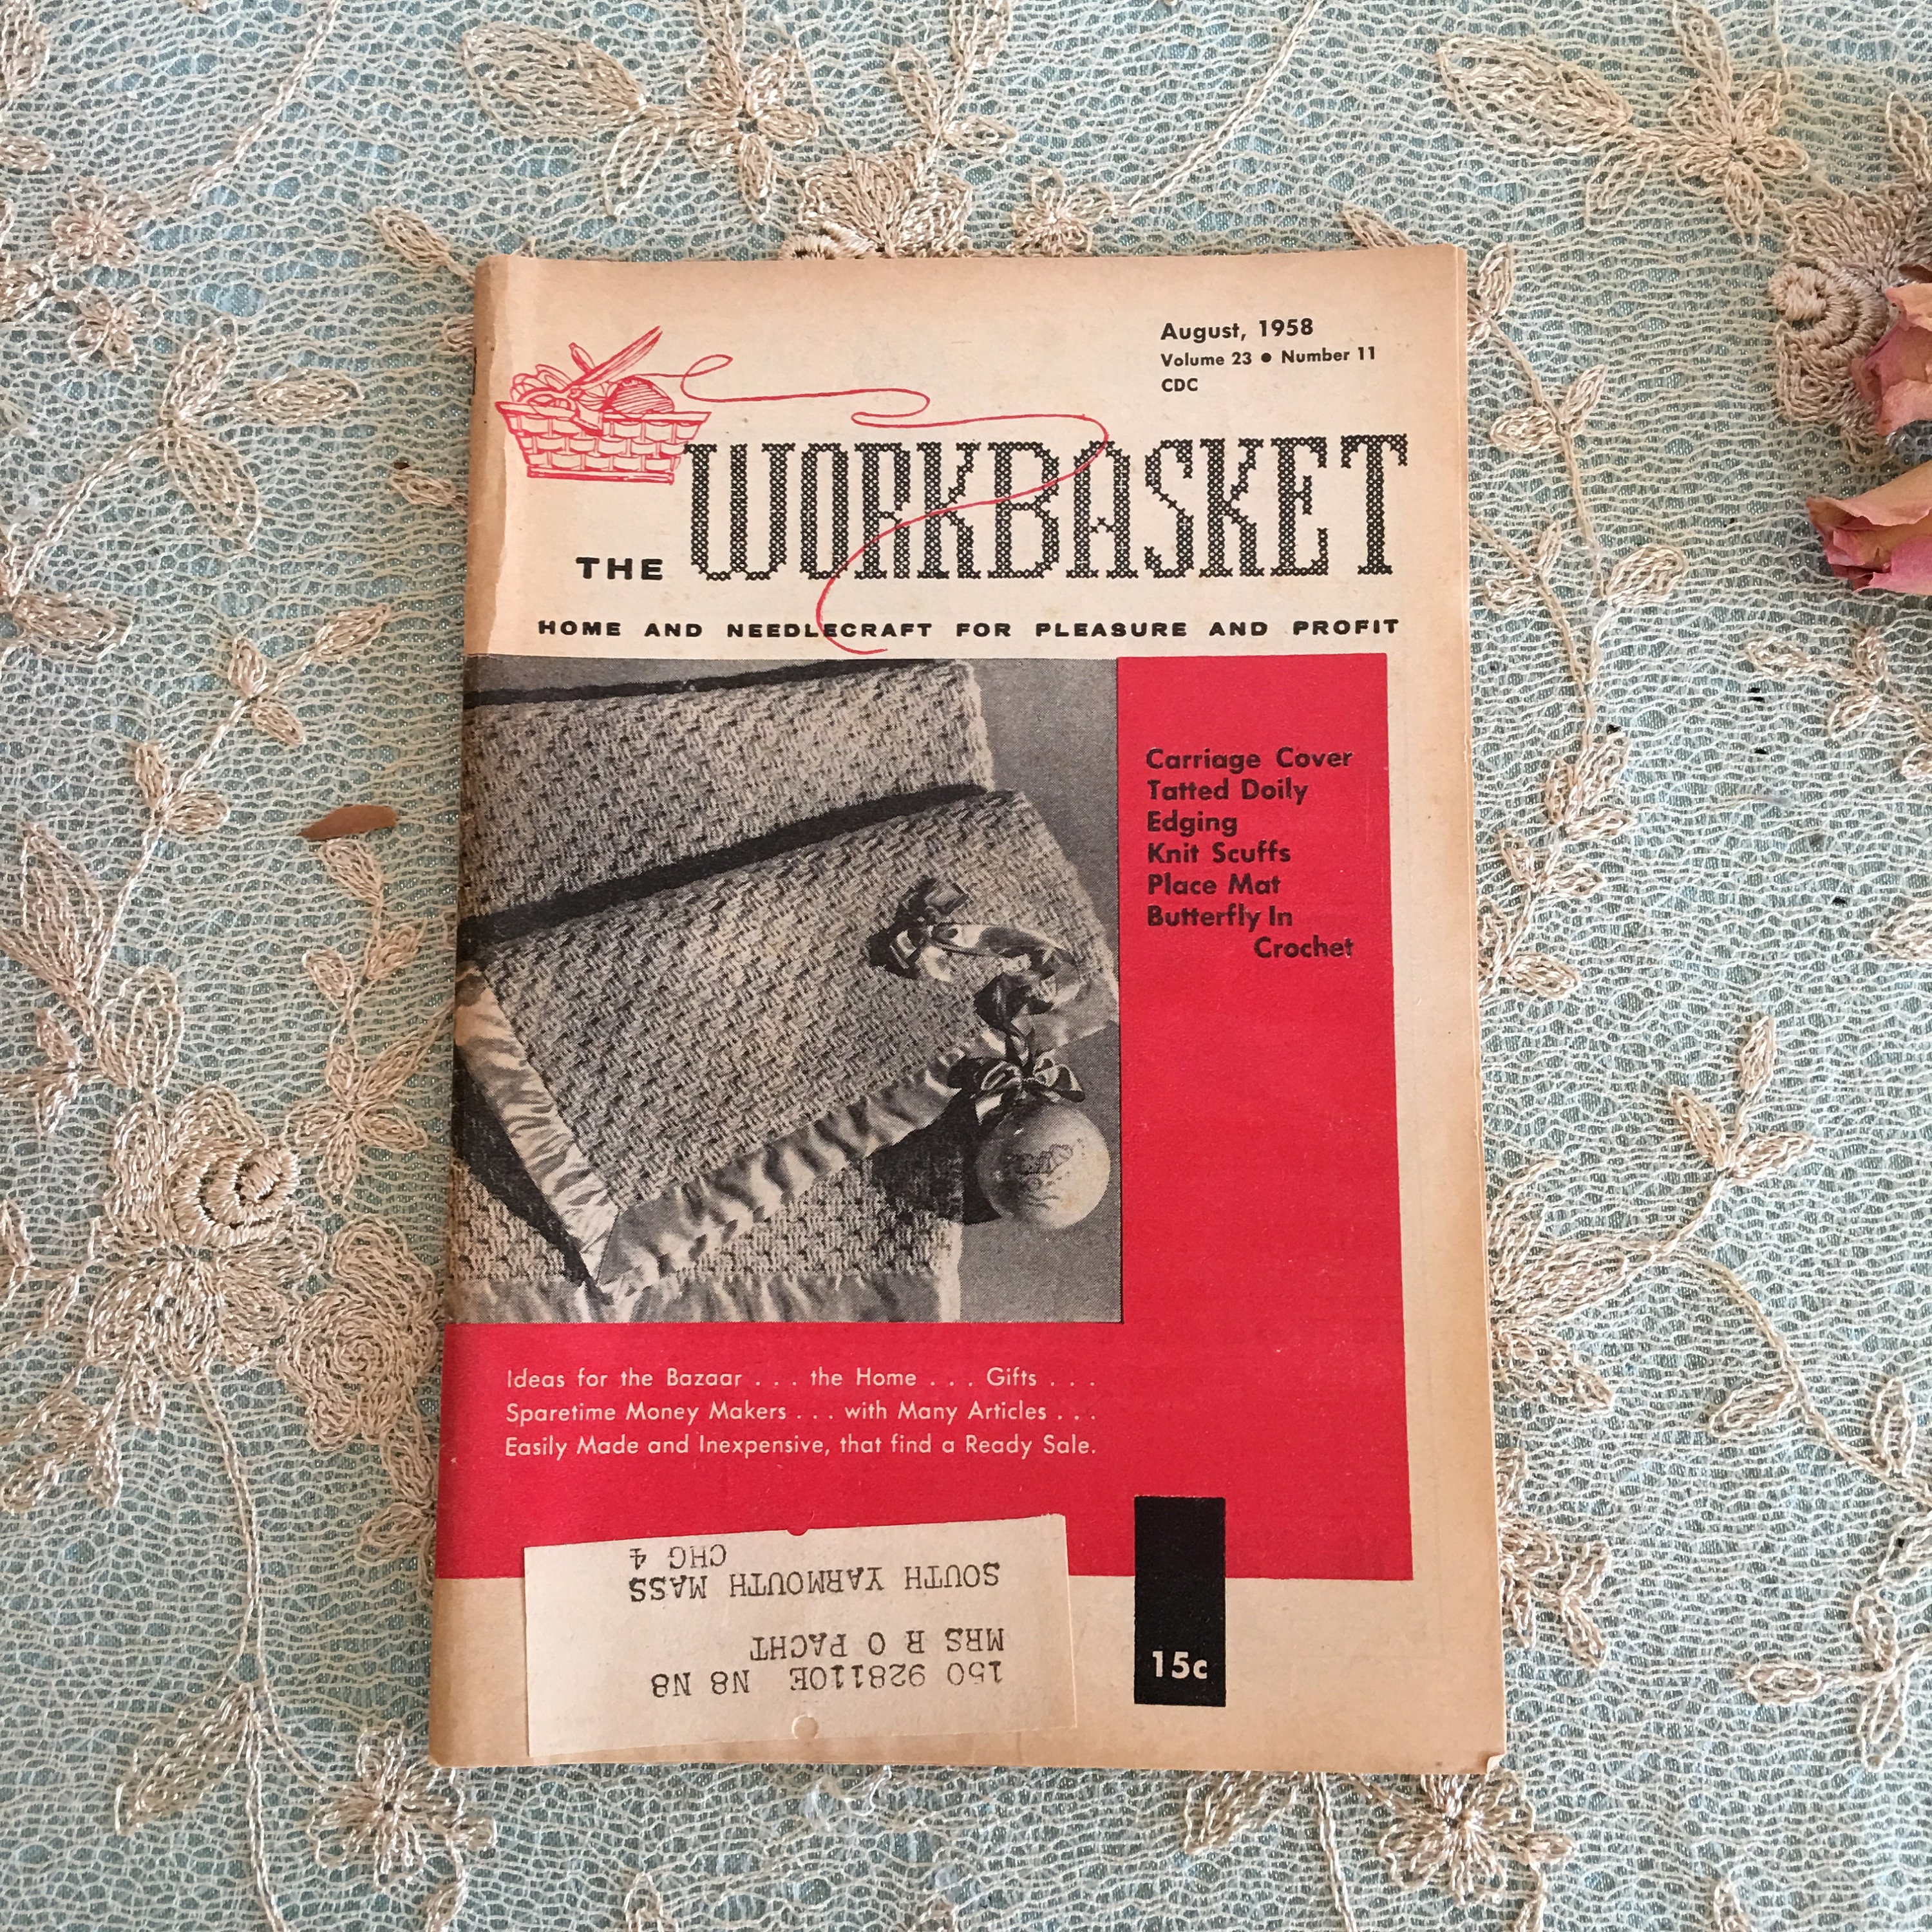 August, 1958
Volume 23 ● Number 11
CDC
THE WORKBASKET
HOME AND NEEDLECRAFT FOR PLEASURE AND PROFIT
Carriage Cover
Tatted Doily
Edging
Knit Scuffs
Place Mat
Butterfly In
Crochet
Ideas for the Bazaar . . . the Home . . . Gifts . . .
Sparetime Money Makers . . . with Many Articles . . .
Easily Made and Inexpensive, that find a Ready Sale.
15c
150 928110E N8 N8
MRS R O PACHT
SOUTH YARMOUTH MASS
CHG 4